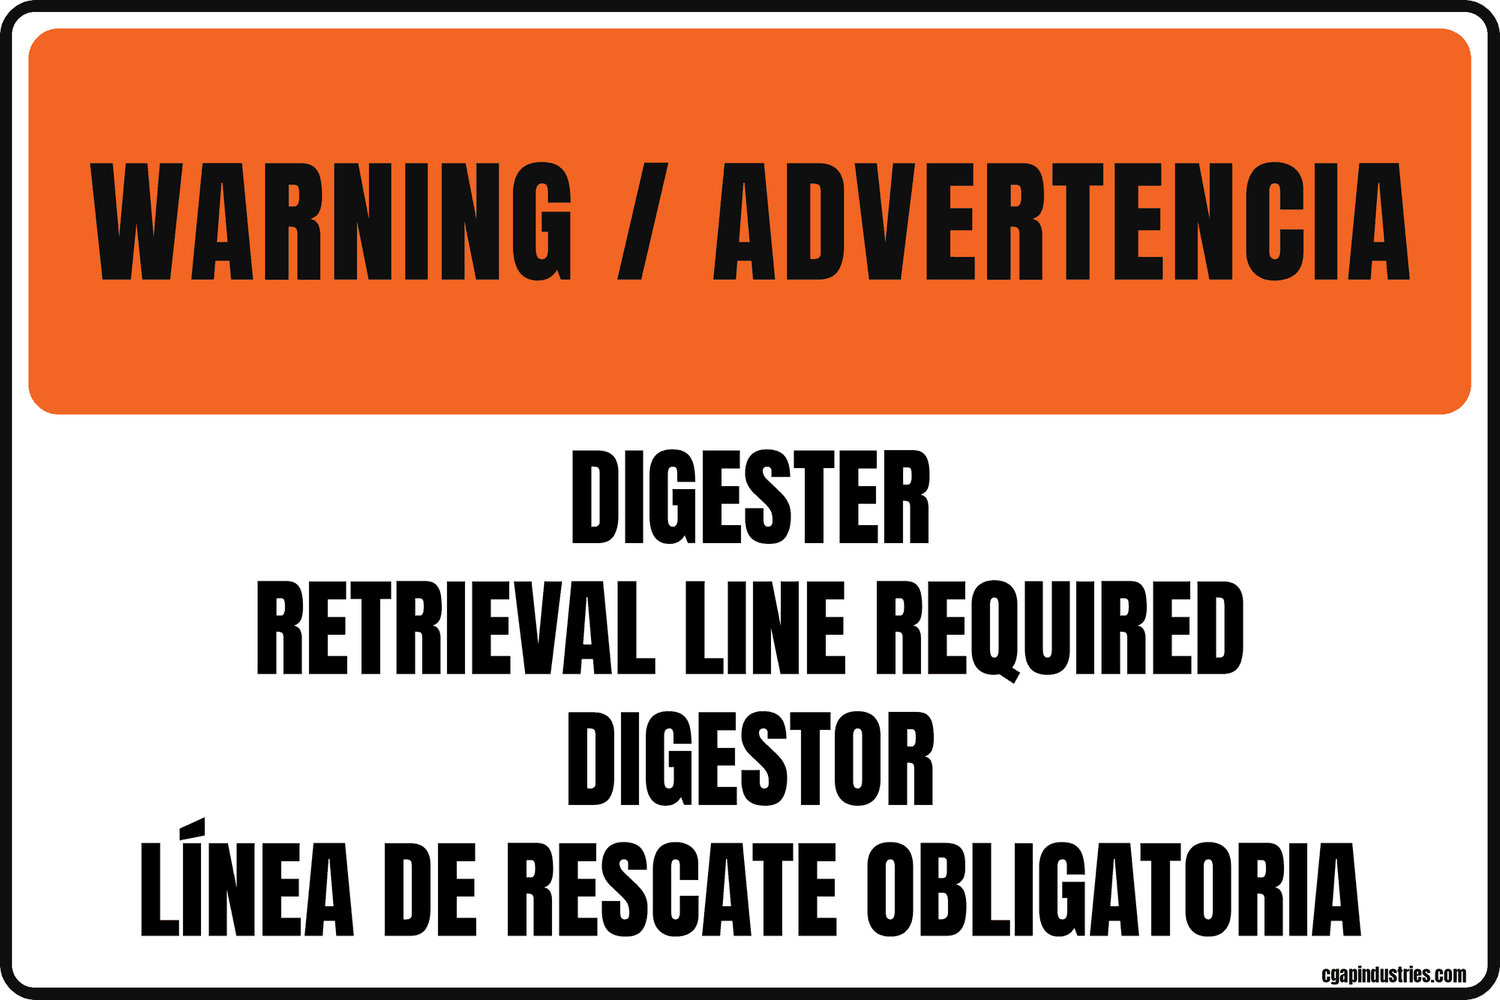 WARNING / ADVERTENCIA
DIGESTER
RETRIEVAL LINE REQUIRED
DIGESTOR
LÍNEA DE RESCATE OBLIGATORIA
cgapindustries.com